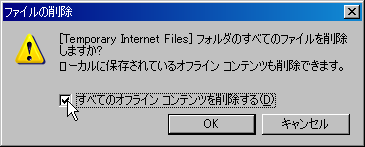 ファイルの削除
[Temporary Internet Files] フォルダのすべてのファイルを削除
しますか?
ローカルに保存されているオフライン コンテンツも削除できます。
すべてのオフライン コンテンツを削除する(D)
OK キャンセル